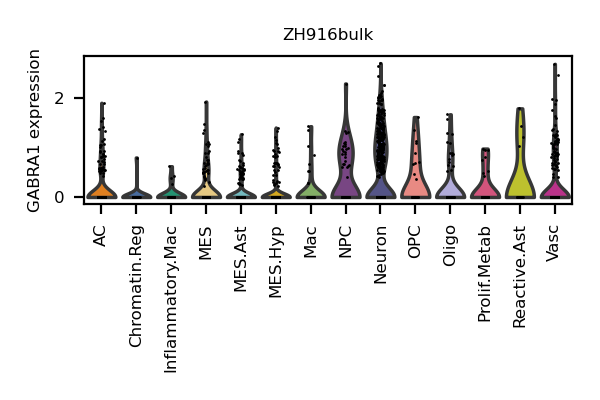 ZH916bulk
GABRA1 expression
2
0
AC
Chromatin.Reg
Inflammatory.Mac
MES
MES.Ast
MES.Hyp
Mac
NPC
Neuron
OPC
Oligo
Prolif.Metab
Reactive.Ast
Vasc